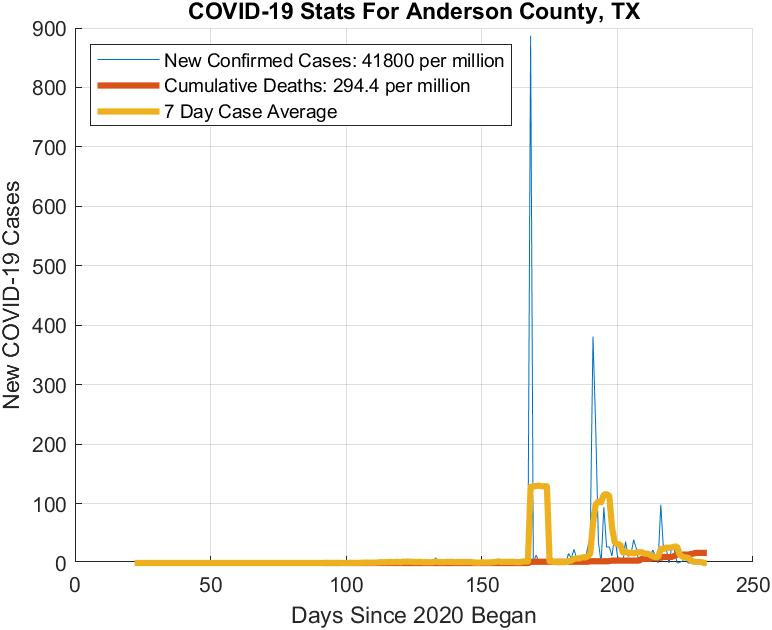 COVID-19 Stats For Anderson County, TX
New Confirmed Cases: 41800 per million
Cumulative Deaths: 294.4 per million
7 Day Case Average
New COVID-19 Cases
900
800
700
600
500
400
300
200
100
0
0 50 100 150 200 250
Days Since 2020 Began